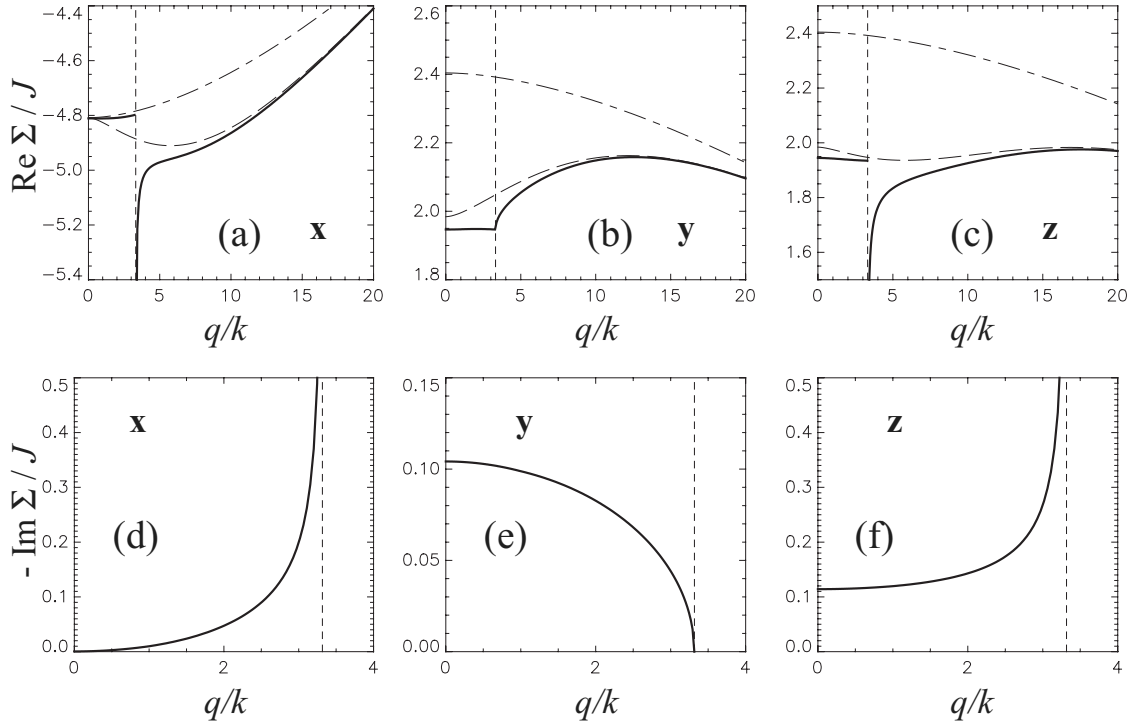 Re Σ / J
−4.4
−4.6
−4.8
−5.0
−5.2
−5.4
0 5 10 15 20
(a) x
q/k
2.6
2.4
2.2
2.0
1.8
0 5 10 15 20
(b) y
q/k
2.4
2.2
2.0
1.8
1.6
0 5 10 15 20
(c) z
q/k
- Im Σ / J
0.5
0.4
0.3
0.2
0.1
0.0
0 2 4
x
(d)
q/k
0.15
0.10
0.05
0.00
0 2 4
y
(e)
q/k
0.5
0.4
0.3
0.2
0.1
0.0
0 2 4
z
(f)
q/k